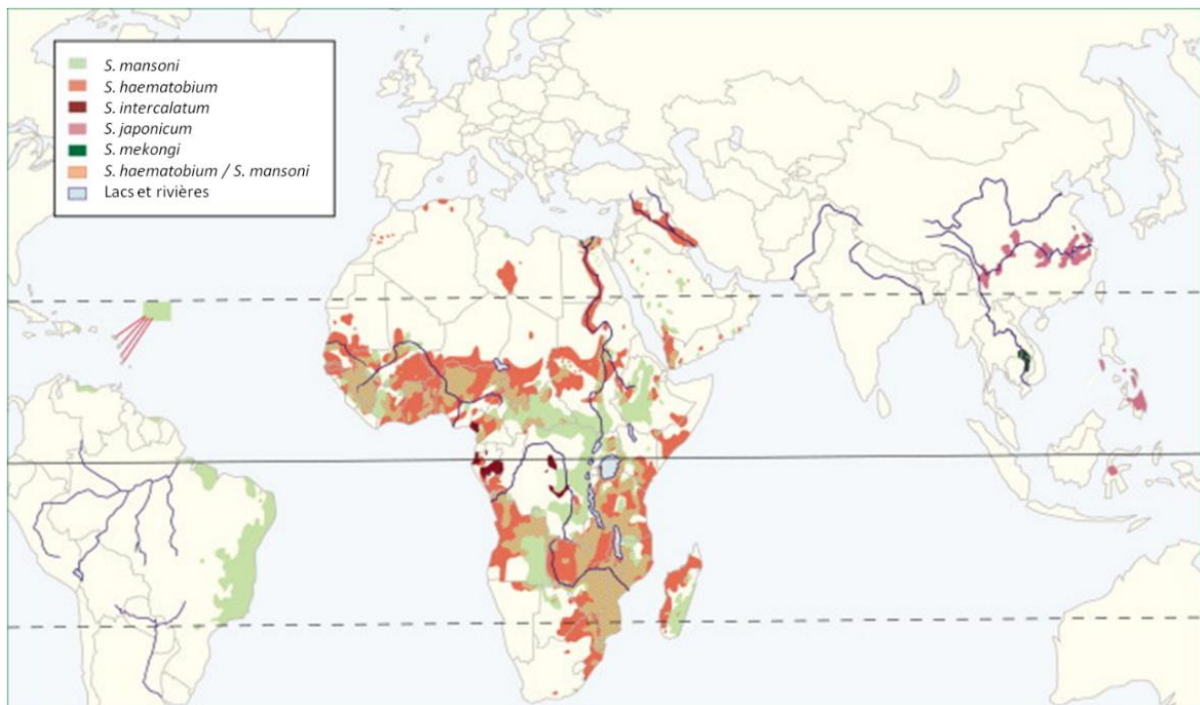 S. mansoni
S. haematobium
S. intercalatum
S. japonicum
S. mekongi
S. haematobium / S. mansoni
Lacs et rivières